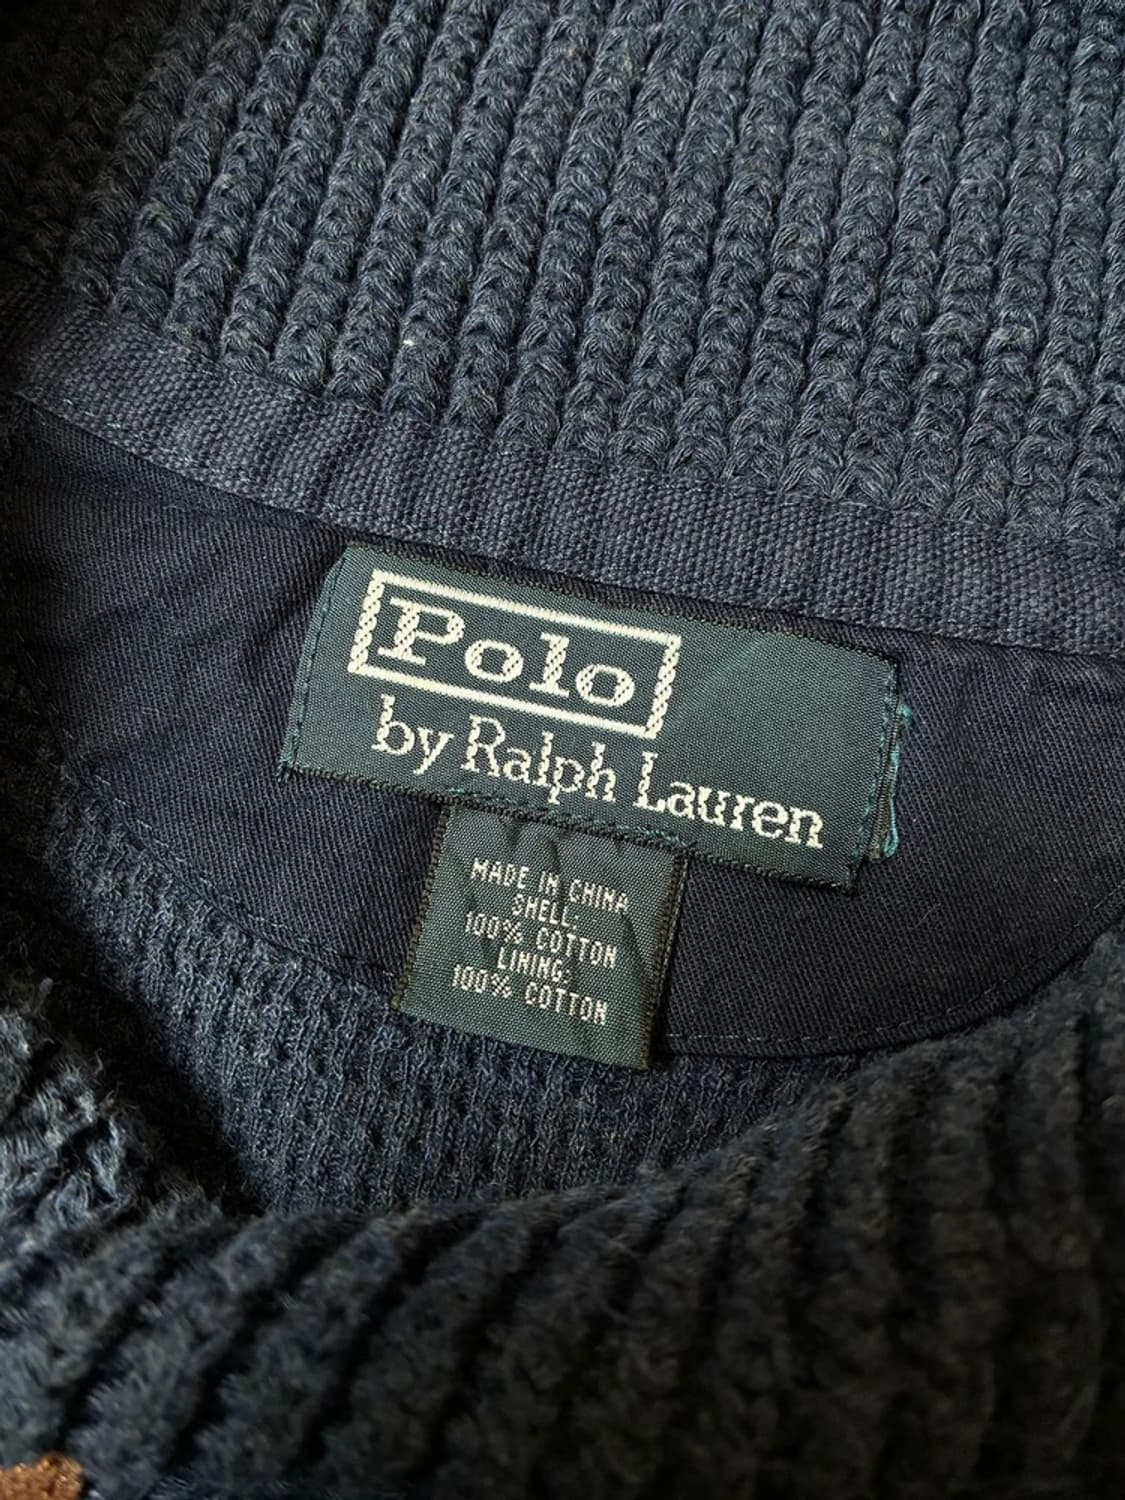 Polo
by Ralph Lauren
MADE IN CHINA
SHELL:
100% COTTON
LINING:
100% COTTON